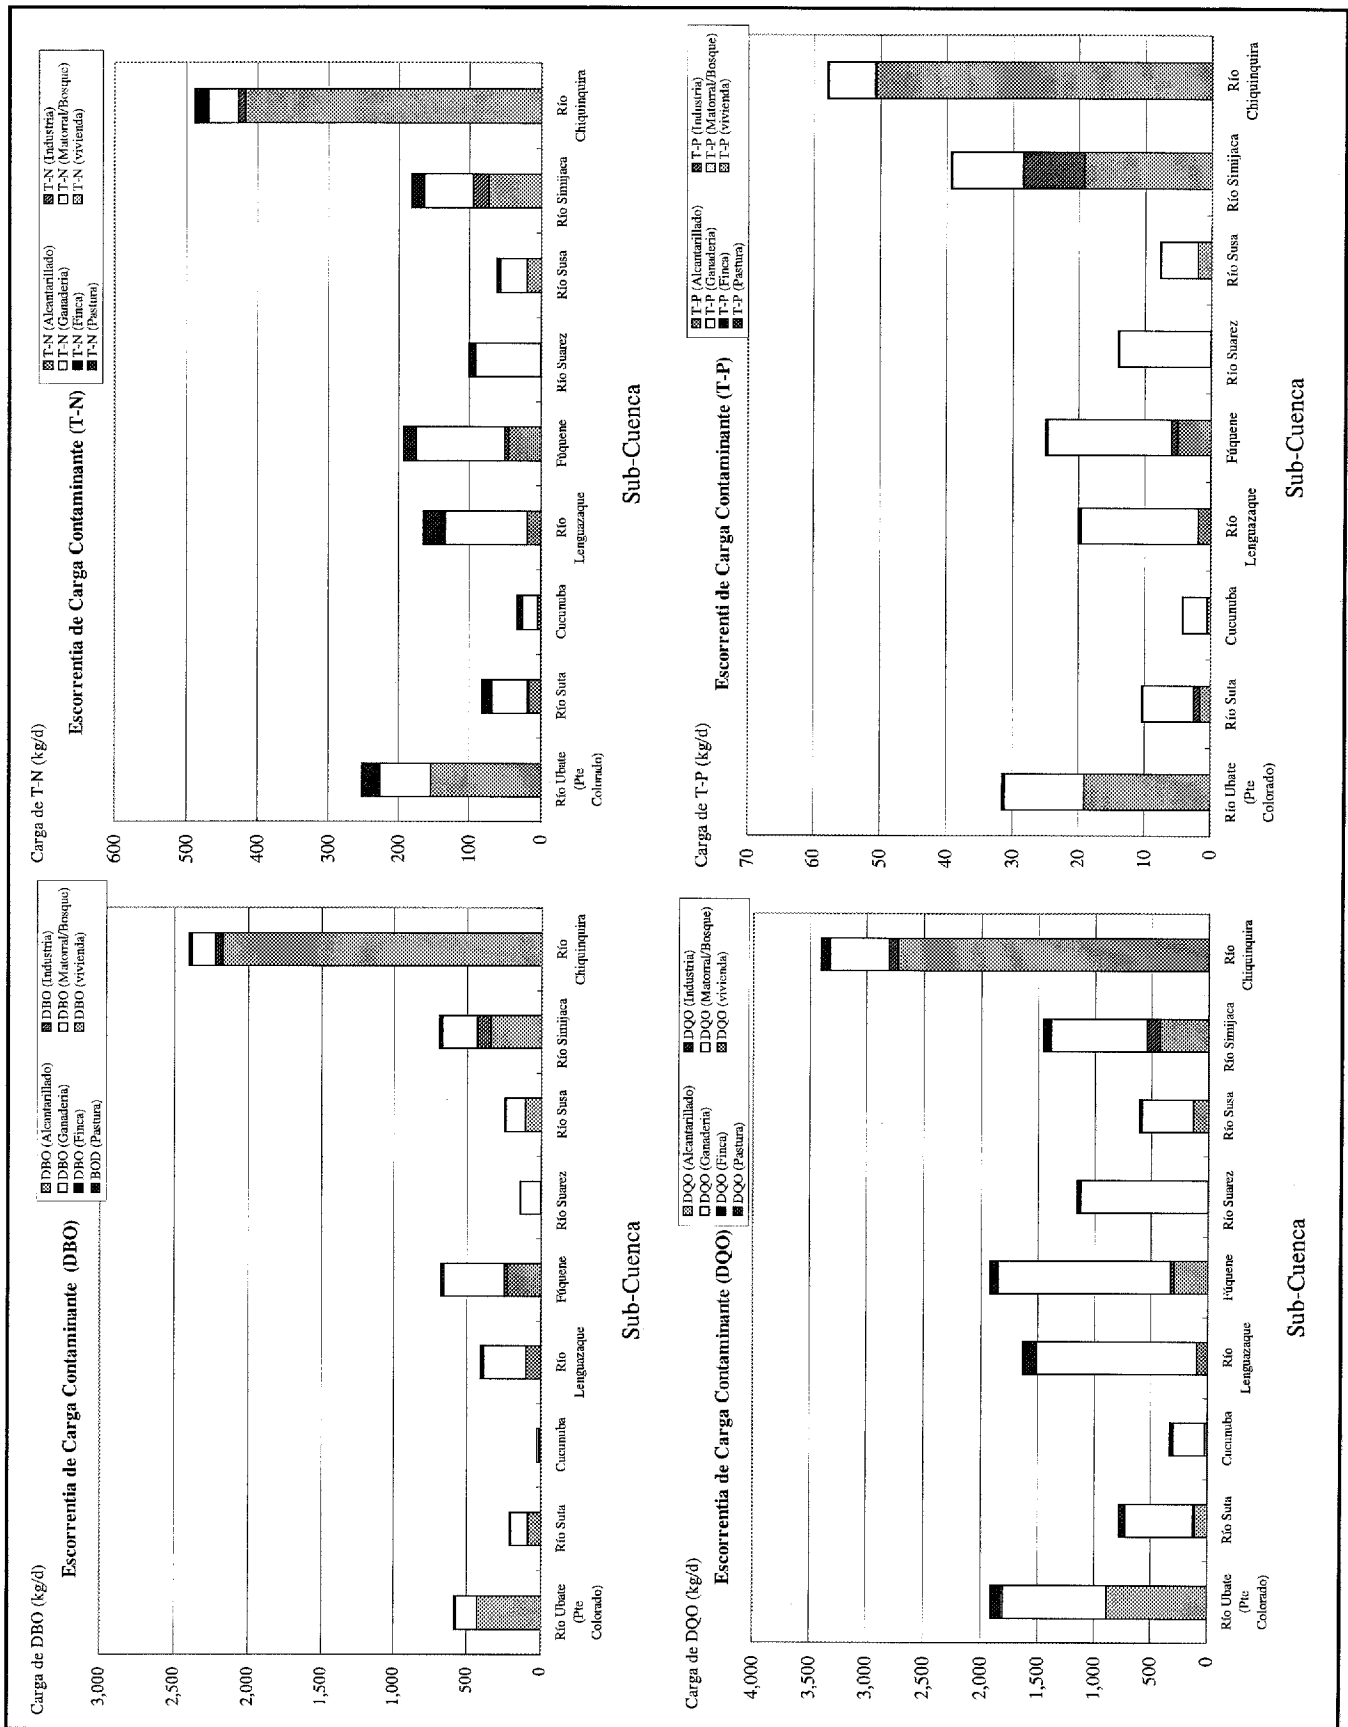 Carga de DBO (kg/d)
Escorrentia de Carga Contaminante (DBO)
DBO (Alcantarillado)
DBO (Industria)
DBO (Ganaderia)
DBO (Matorral/Bosque)
DBO (Finca)
DBO (vivienda)
BOD (Pastura)
3,000
2,500
2,000
1,500
1,000
500
0
Río Ubate
(Pte
Colorado)
Río Suta
Cucunuba
Río
Lenguazaque
Fúquene
Río Suarez
Río Susa
Río Simijaca
Río
Chiquinquira
Sub-Cuenca
Carga de T-N (kg/d)
Escorrentia de Carga Contaminante (T-N)
T-N (Alcantarillado)
T-N (Industria)
T-N (Ganaderia)
T-N (Matorral/Bosque)
T-N (Finca)
T-N (vivienda)
T-N (Pastura)
600
500
400
300
200
100
0
Río Ubate
(Pte
Colorado)
Río Suta
Cucunuba
Río
Lenguazaque
Fúquene
Río Suarez
Río Susa
Río Simijaca
Río
Chiquinquira
Sub-Cuenca
Carga de DQO (kg/d)
Escorrentia de Carga Contaminante (DQO)
DQO (Alcantarillado)
DQO (Industria)
DQO (Ganaderia)
DQO (Matorral/Bosque)
DQO (Finca)
DQO (vivienda)
DQO (Pastura)
4,000
3,500
3,000
2,500
2,000
1,500
1,000
500
0
Río Ubate
(Pte
Colorado)
Río Suta
Cucunuba
Río
Lenguazaque
Fúquene
Río Suarez
Río Susa
Río Simijaca
Río
Chiquinquira
Sub-Cuenca
Carga de T-P (kg/d)
Escorrenti de Carga Contaminante (T-P)
T-P (Alcantarillado)
T-P (Industria)
T-P (Ganaderia)
T-P (Matorral/Bosque)
T-P (Finca)
T-P (vivienda)
T-P (Pastura)
70
60
50
40
30
20
10
0
Río Ubate
(Pte
Colorado)
Río Suta
Cucunuba
Río
Lenguazaque
Fúquene
Río Suarez
Río Susa
Río Simijaca
Río
Chiquinquira
Sub-Cuenca